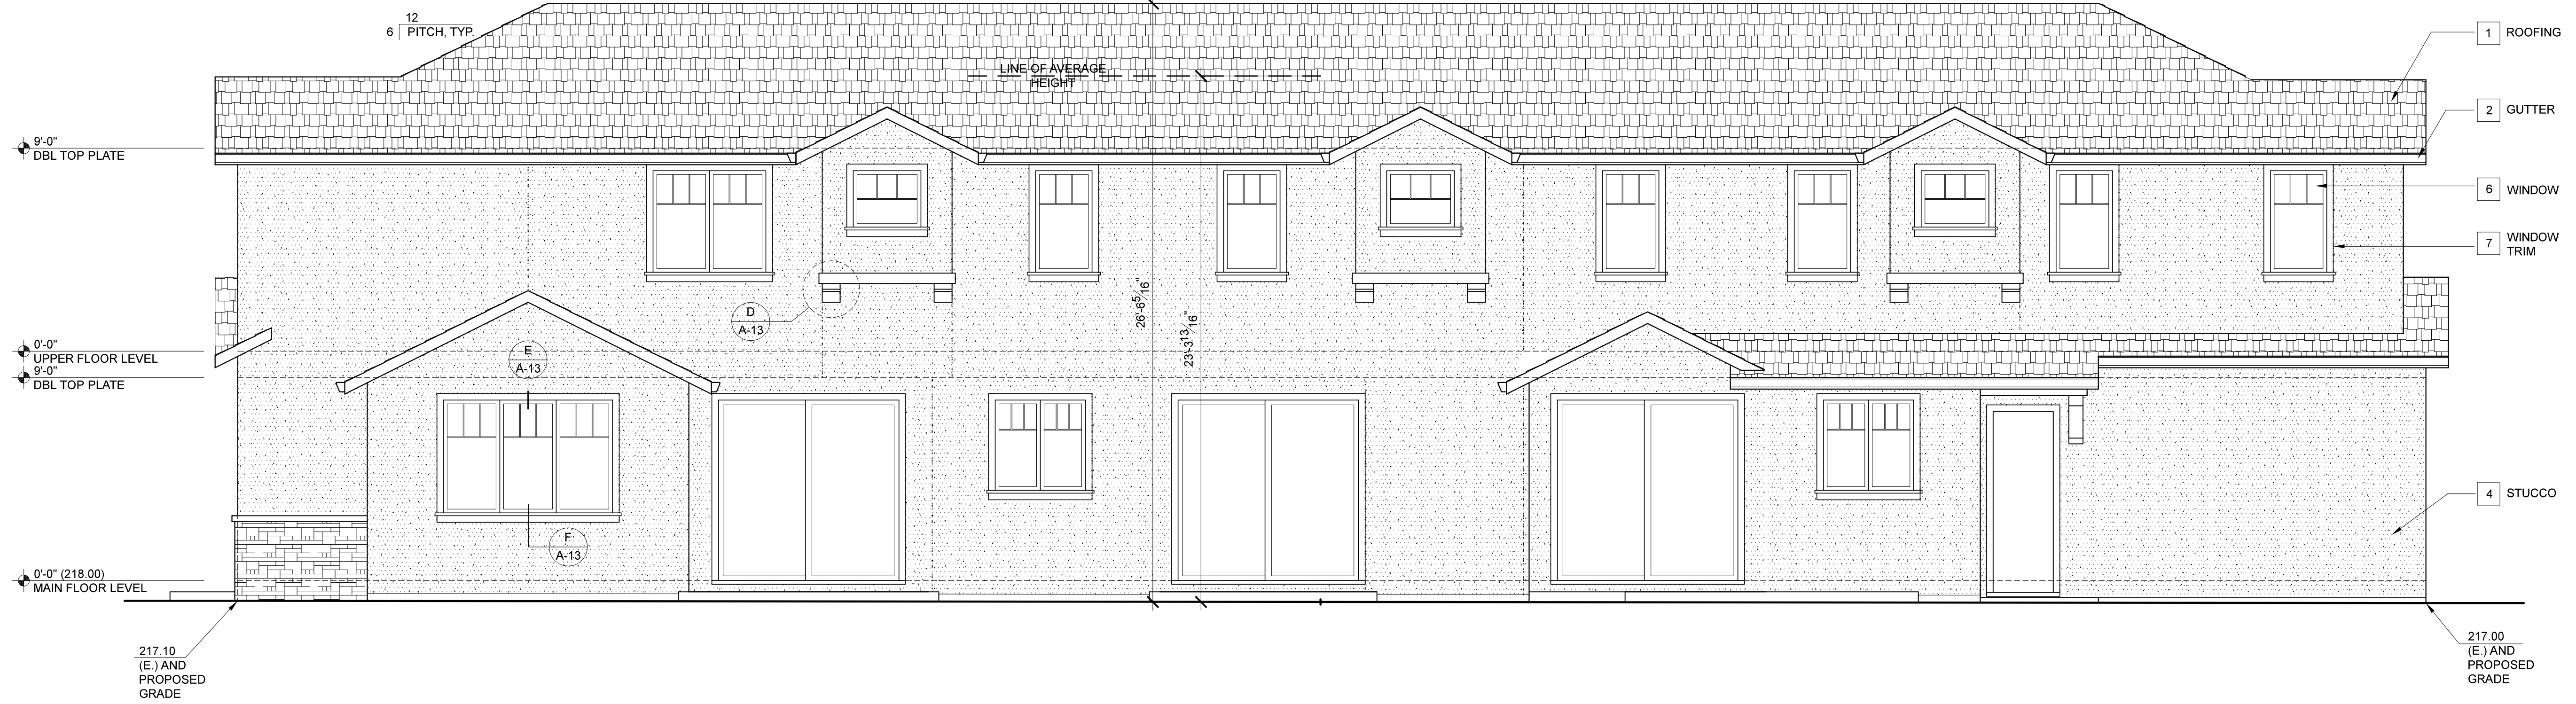 12
6 PITCH, TYP.
LINE OF AVERAGE
HEIGHT
1 ROOFING
2 GUTTER
9'-0"
DBL TOP PLATE
6 WINDOW
7 WINDOW
TRIM
D
A-13
26'-6 5/16"
23'-3 13/16"
0'-0"
UPPER FLOOR LEVEL
9'-0"
DBL TOP PLATE
E
A-13
4 STUCCO
F
A-13
0'-0" (218.00)
MAIN FLOOR LEVEL
217.10
(E.) AND
PROPOSED
GRADE
217.00
(E.) AND
PROPOSED
GRADE